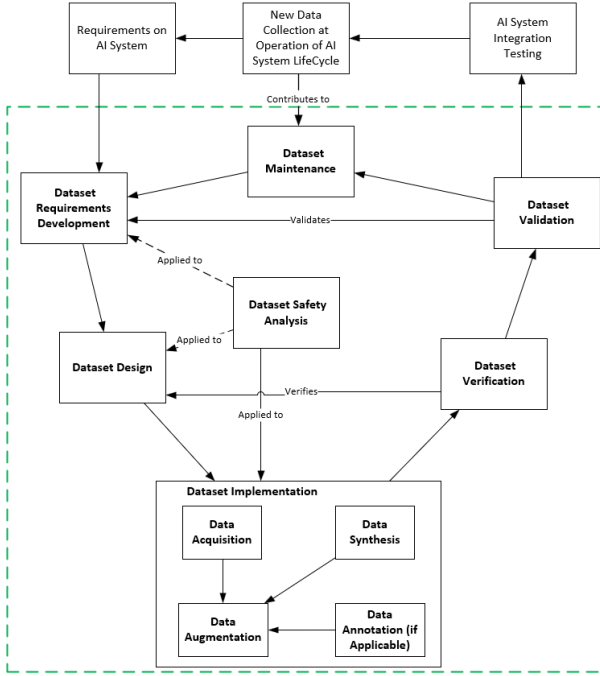 Requirements on
AI System
New Data
Collection at
Operation of AI
System LifeCycle
AI System
Integration
Testing
Contributes to
Dataset
Maintenance
Dataset
Requirements
Development
Dataset
Validation
Validates
Applied to
Dataset Safety
Analysis
Applied to
Dataset Design
Dataset
Verification
Verifies
Applied to
Dataset Implementation
Data
Acquisition
Data
Synthesis
Data
Augmentation
Data
Annotation (if
Applicable)